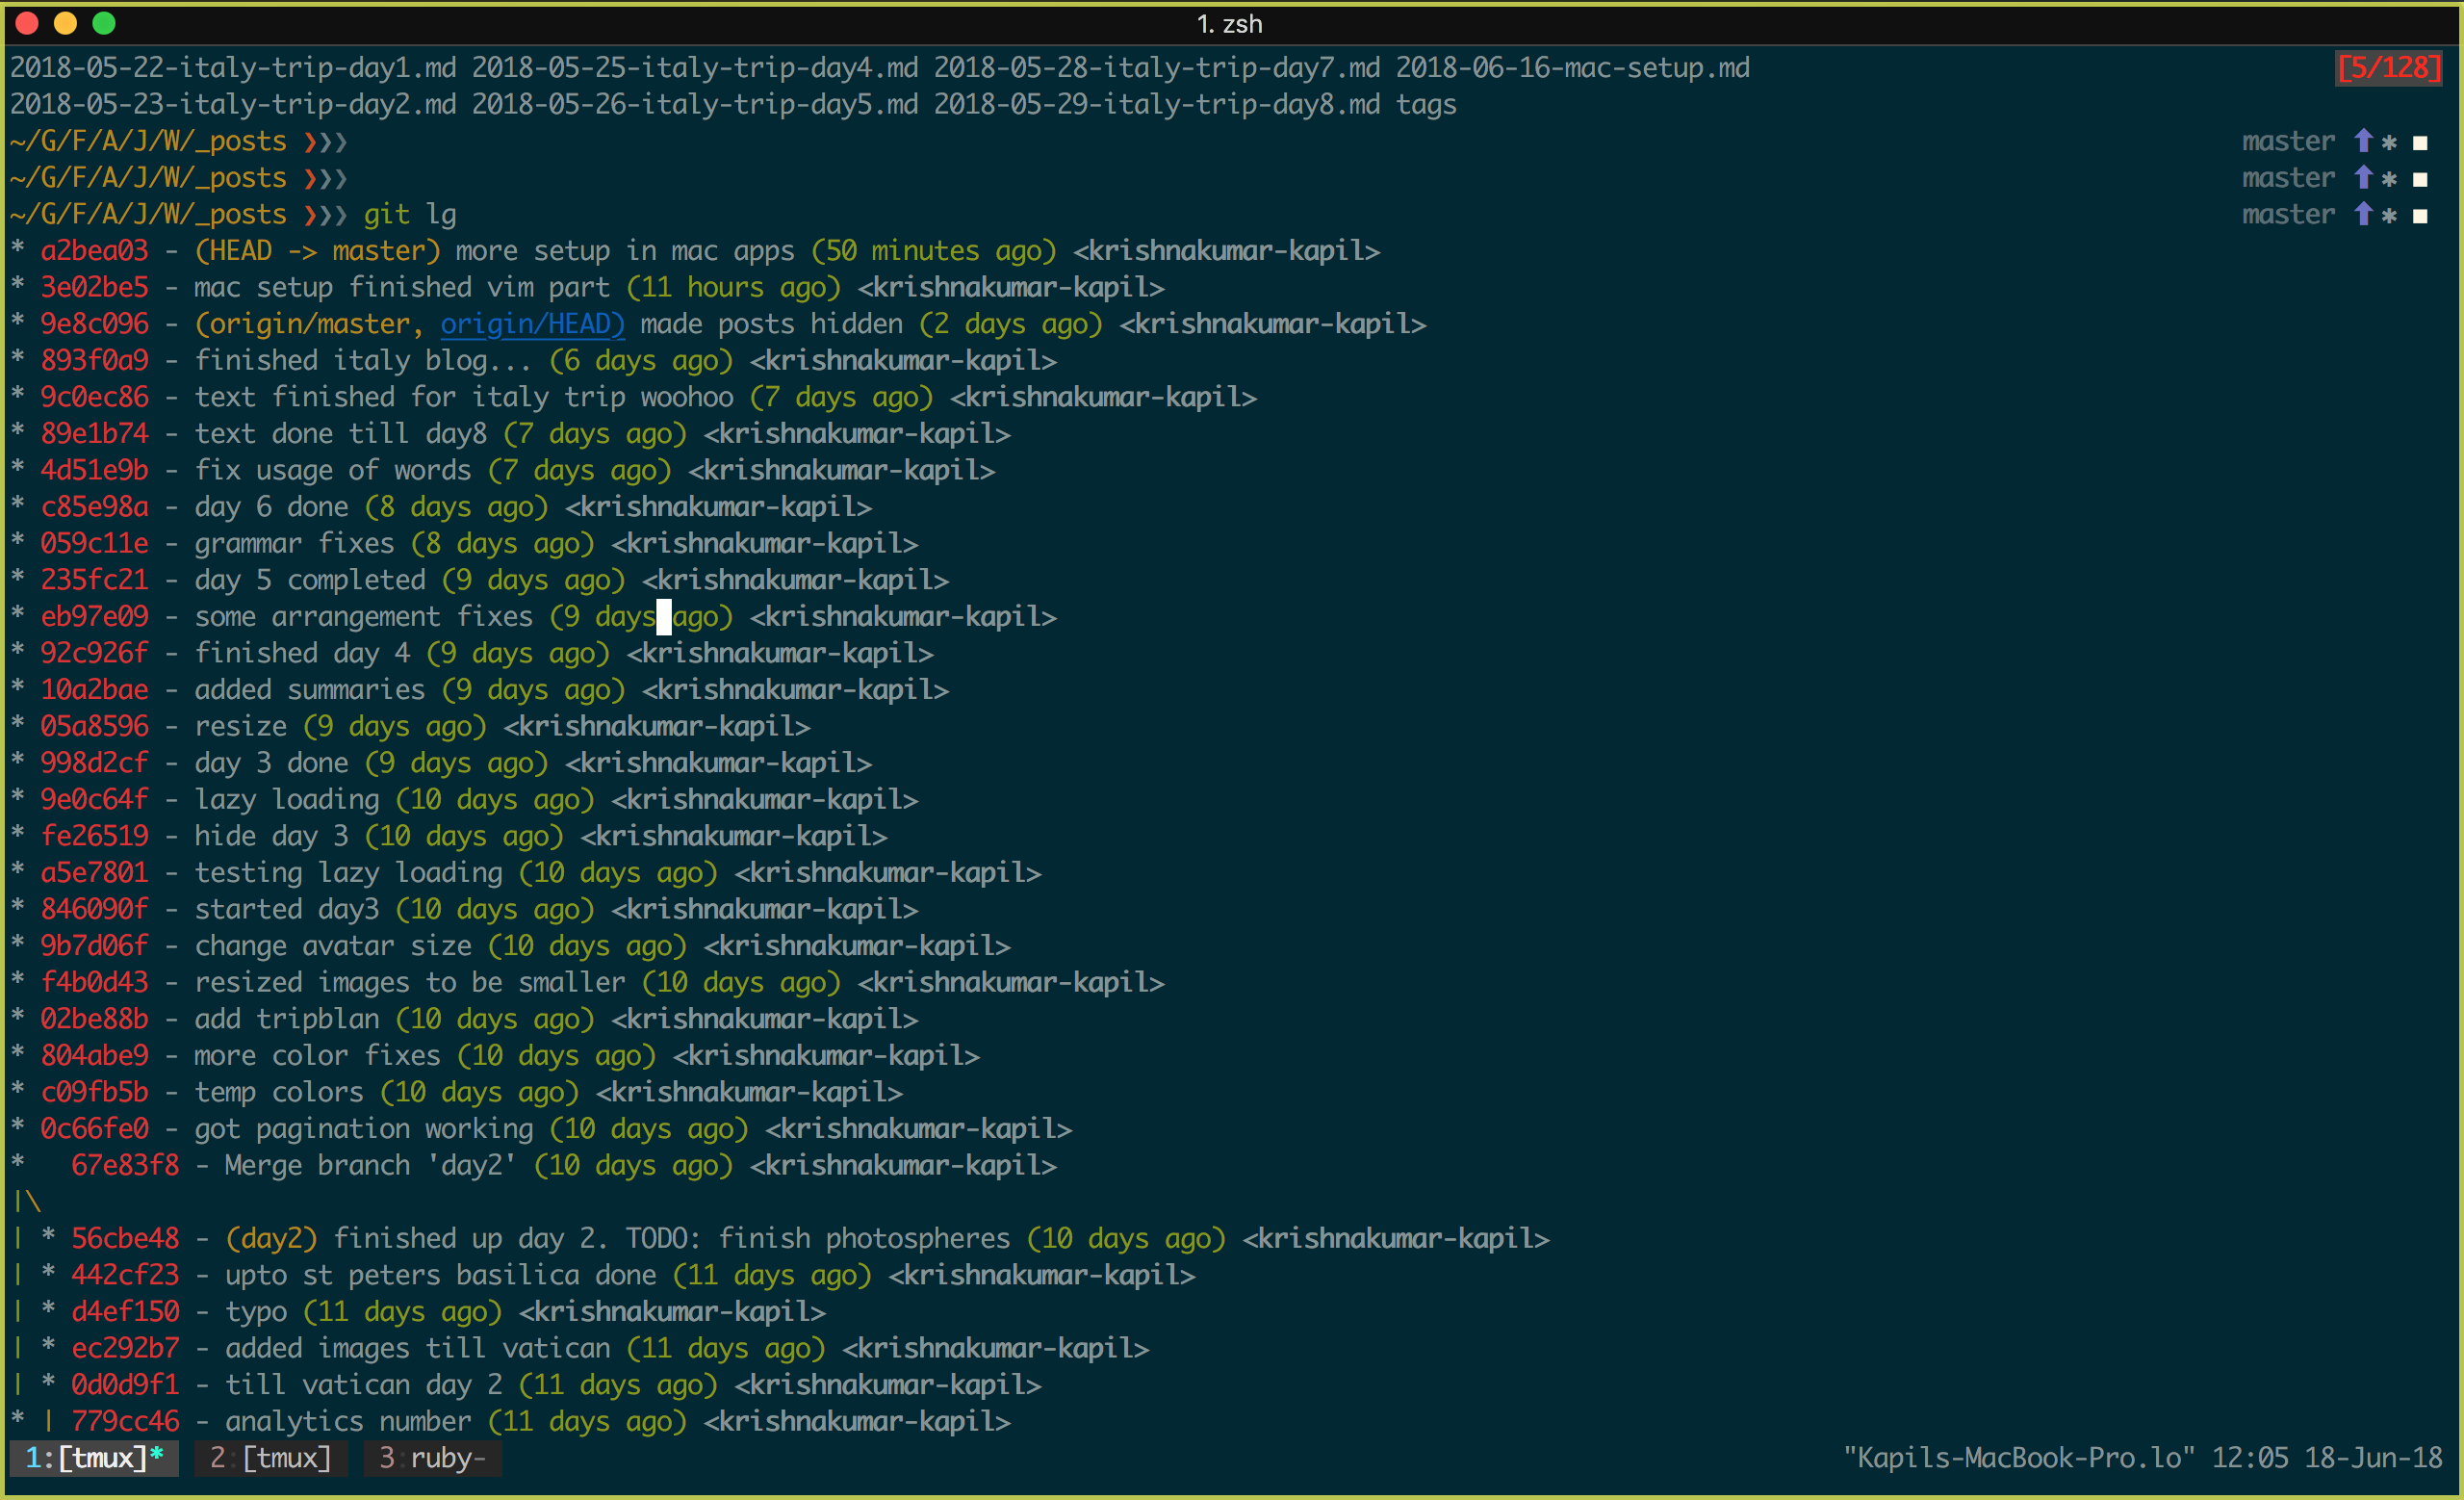 1. zsh
2018-05-22-italy-trip-day1.md 2018-05-25-italy-trip-day4.md 2018-05-28-italy-trip-day7.md 2018-06-16-mac-setup.md [5/128]
2018-05-23-italy-trip-day2.md 2018-05-26-italy-trip-day5.md 2018-05-29-italy-trip-day8.md tags
~/G/F/A/J/W/_posts ❯❯❯ master ⬆ ✱ ◼
~/G/F/A/J/W/_posts ❯❯❯ master ⬆ ✱ ◼
~/G/F/A/J/W/_posts ❯❯❯ git lg master ⬆ ✱ ◼
* a2bea03 - (HEAD -> master) more setup in mac apps (50 minutes ago) <krishnakumar-kapil>
* 3e02be5 - mac setup finished vim part (11 hours ago) <krishnakumar-kapil>
* 9e8c096 - (origin/master, origin/HEAD) made posts hidden (2 days ago) <krishnakumar-kapil>
* 893f0a9 - finished italy blog... (6 days ago) <krishnakumar-kapil>
* 9c0ec86 - text finished for italy trip woohoo (7 days ago) <krishnakumar-kapil>
* 89e1b74 - text done till day8 (7 days ago) <krishnakumar-kapil>
* 4d51e9b - fix usage of words (7 days ago) <krishnakumar-kapil>
* c85e98a - day 6 done (8 days ago) <krishnakumar-kapil>
* 059c11e - grammar fixes (8 days ago) <krishnakumar-kapil>
* 235fc21 - day 5 completed (9 days ago) <krishnakumar-kapil>
* eb97e09 - some arrangement fixes (9 days ago) <krishnakumar-kapil>
* 92c926f - finished day 4 (9 days ago) <krishnakumar-kapil>
* 10a2bae - added summaries (9 days ago) <krishnakumar-kapil>
* 05a8596 - resize (9 days ago) <krishnakumar-kapil>
* 998d2cf - day 3 done (9 days ago) <krishnakumar-kapil>
* 9e0c64f - lazy loading (10 days ago) <krishnakumar-kapil>
* fe26519 - hide day 3 (10 days ago) <krishnakumar-kapil>
* a5e7801 - testing lazy loading (10 days ago) <krishnakumar-kapil>
* 846090f - started day3 (10 days ago) <krishnakumar-kapil>
* 9b7d06f - change avatar size (10 days ago) <krishnakumar-kapil>
* f4b0d43 - resized images to be smaller (10 days ago) <krishnakumar-kapil>
* 02be88b - add tripblan (10 days ago) <krishnakumar-kapil>
* 804abe9 - more color fixes (10 days ago) <krishnakumar-kapil>
* c09fb5b - temp colors (10 days ago) <krishnakumar-kapil>
* 0c66fe0 - got pagination working (10 days ago) <krishnakumar-kapil>
*   67e83f8 - Merge branch 'day2' (10 days ago) <krishnakumar-kapil>
|\
| * 56cbe48 - (day2) finished up day 2. TODO: finish photospheres (10 days ago) <krishnakumar-kapil>
| * 442cf23 - upto st peters basilica done (11 days ago) <krishnakumar-kapil>
| * d4ef150 - typo (11 days ago) <krishnakumar-kapil>
| * ec292b7 - added images till vatican (11 days ago) <krishnakumar-kapil>
| * 0d0d9f1 - till vatican day 2 (11 days ago) <krishnakumar-kapil>
* | 779cc46 - analytics number (11 days ago) <krishnakumar-kapil>
1:[tmux]* 2:[tmux] 3:ruby- "Kapils-MacBook-Pro.lo" 12:05 18-Jun-18